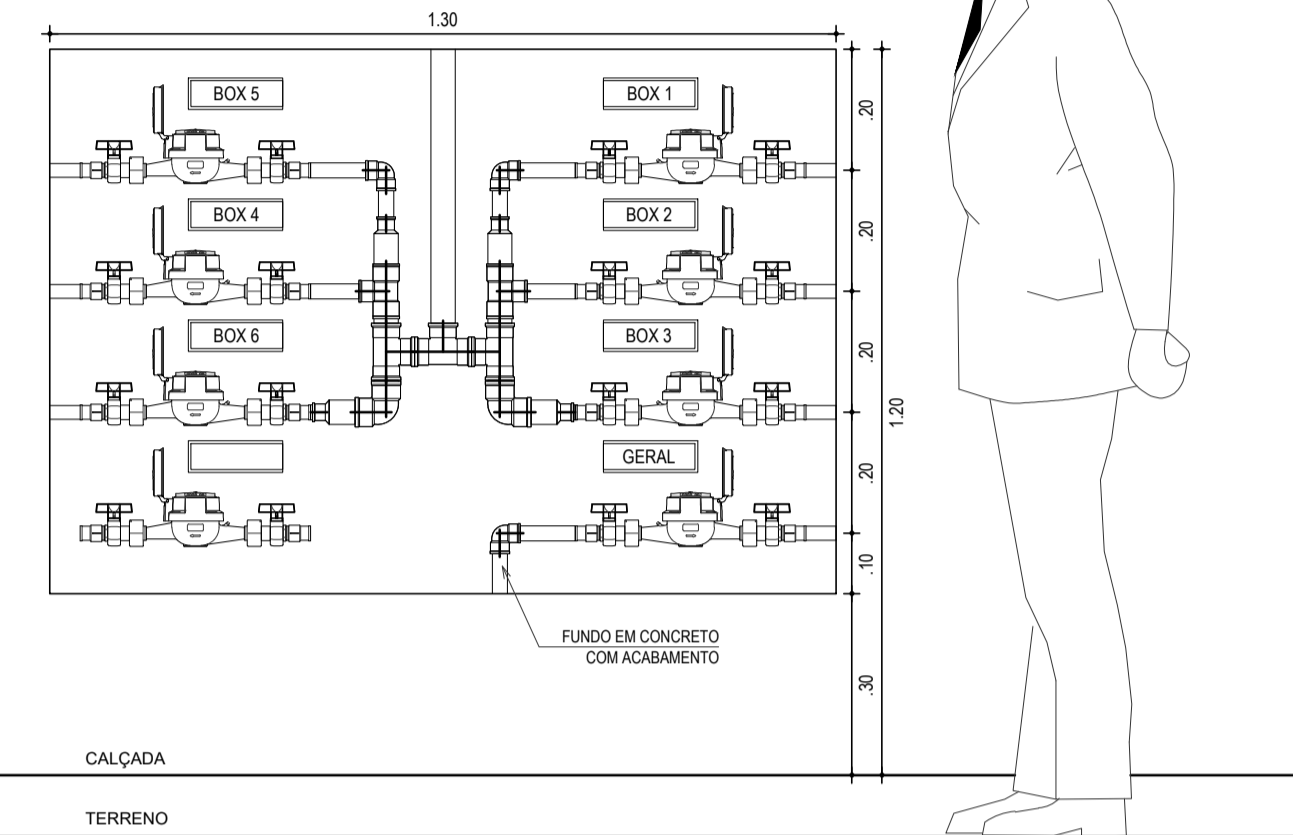 1.30
BOX 5
BOX 1
.20
BOX 4
BOX 2
.20
BOX 6
BOX 3
.20
1.20
GERAL
.20
.10
FUNDO EM CONCRETO
COM ACABAMENTO
.30
CALÇADA
TERRENO